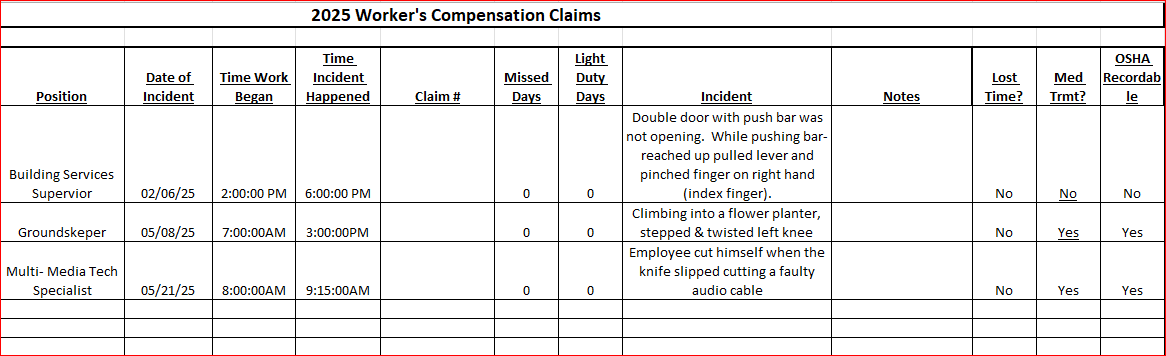 2025 Worker's Compensation Claims
Position Date of Incident Time Work Began Time Incident Happened Claim # Missed Days Light Duty Days Incident Notes Lost Time? Med Trmt? OSHA Recordable
Building Services Supervior 02/06/25 2:00:00 PM 6:00:00 PM 0 0 Double door with push bar was not opening. While pushing bar-reached up pulled lever and pinched finger on right hand (index finger). No No No
Groundskeper 05/08/25 7:00:00AM 3:00:00PM 0 0 Climbing into a flower planter, stepped & twisted left knee No Yes Yes
Multi- Media Tech Specialist 05/21/25 8:00:00AM 9:15:00AM 0 0 Employee cut himself when the knife slipped cutting a faulty audio cable No Yes Yes